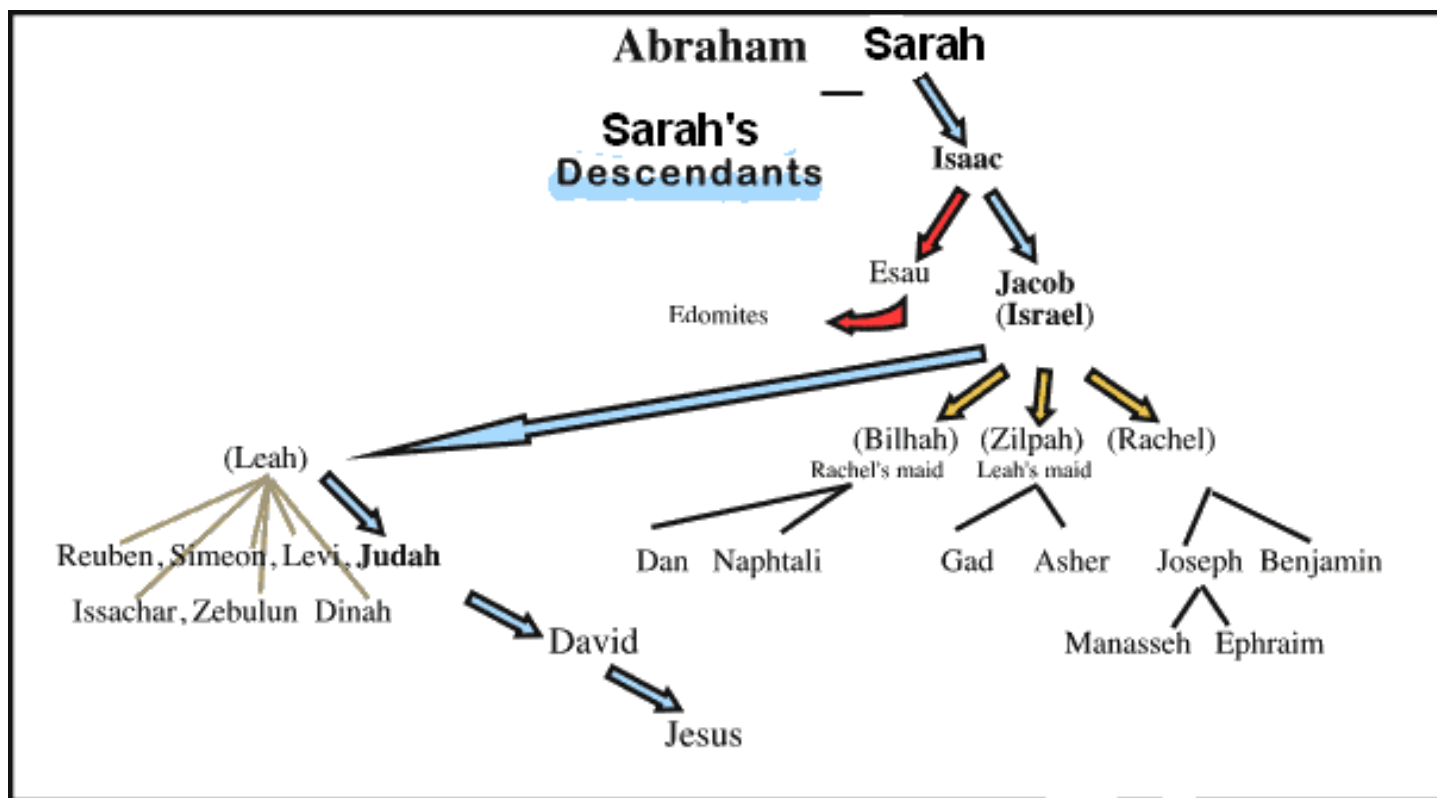 Abraham Sarah
Sarah's
Descendants
Isaac
Esau
Jacob
(Israel)
Edomites
(Leah)
(Bilhah) (Zilpah) (Rachel)
Rachel's maid Leah's maid
Reuben, Simeon, Levi, Judah
Dan Naphtali Gad Asher Joseph Benjamin
Issachar, Zebulun Dinah
David
Manasseh Ephraim
Jesus